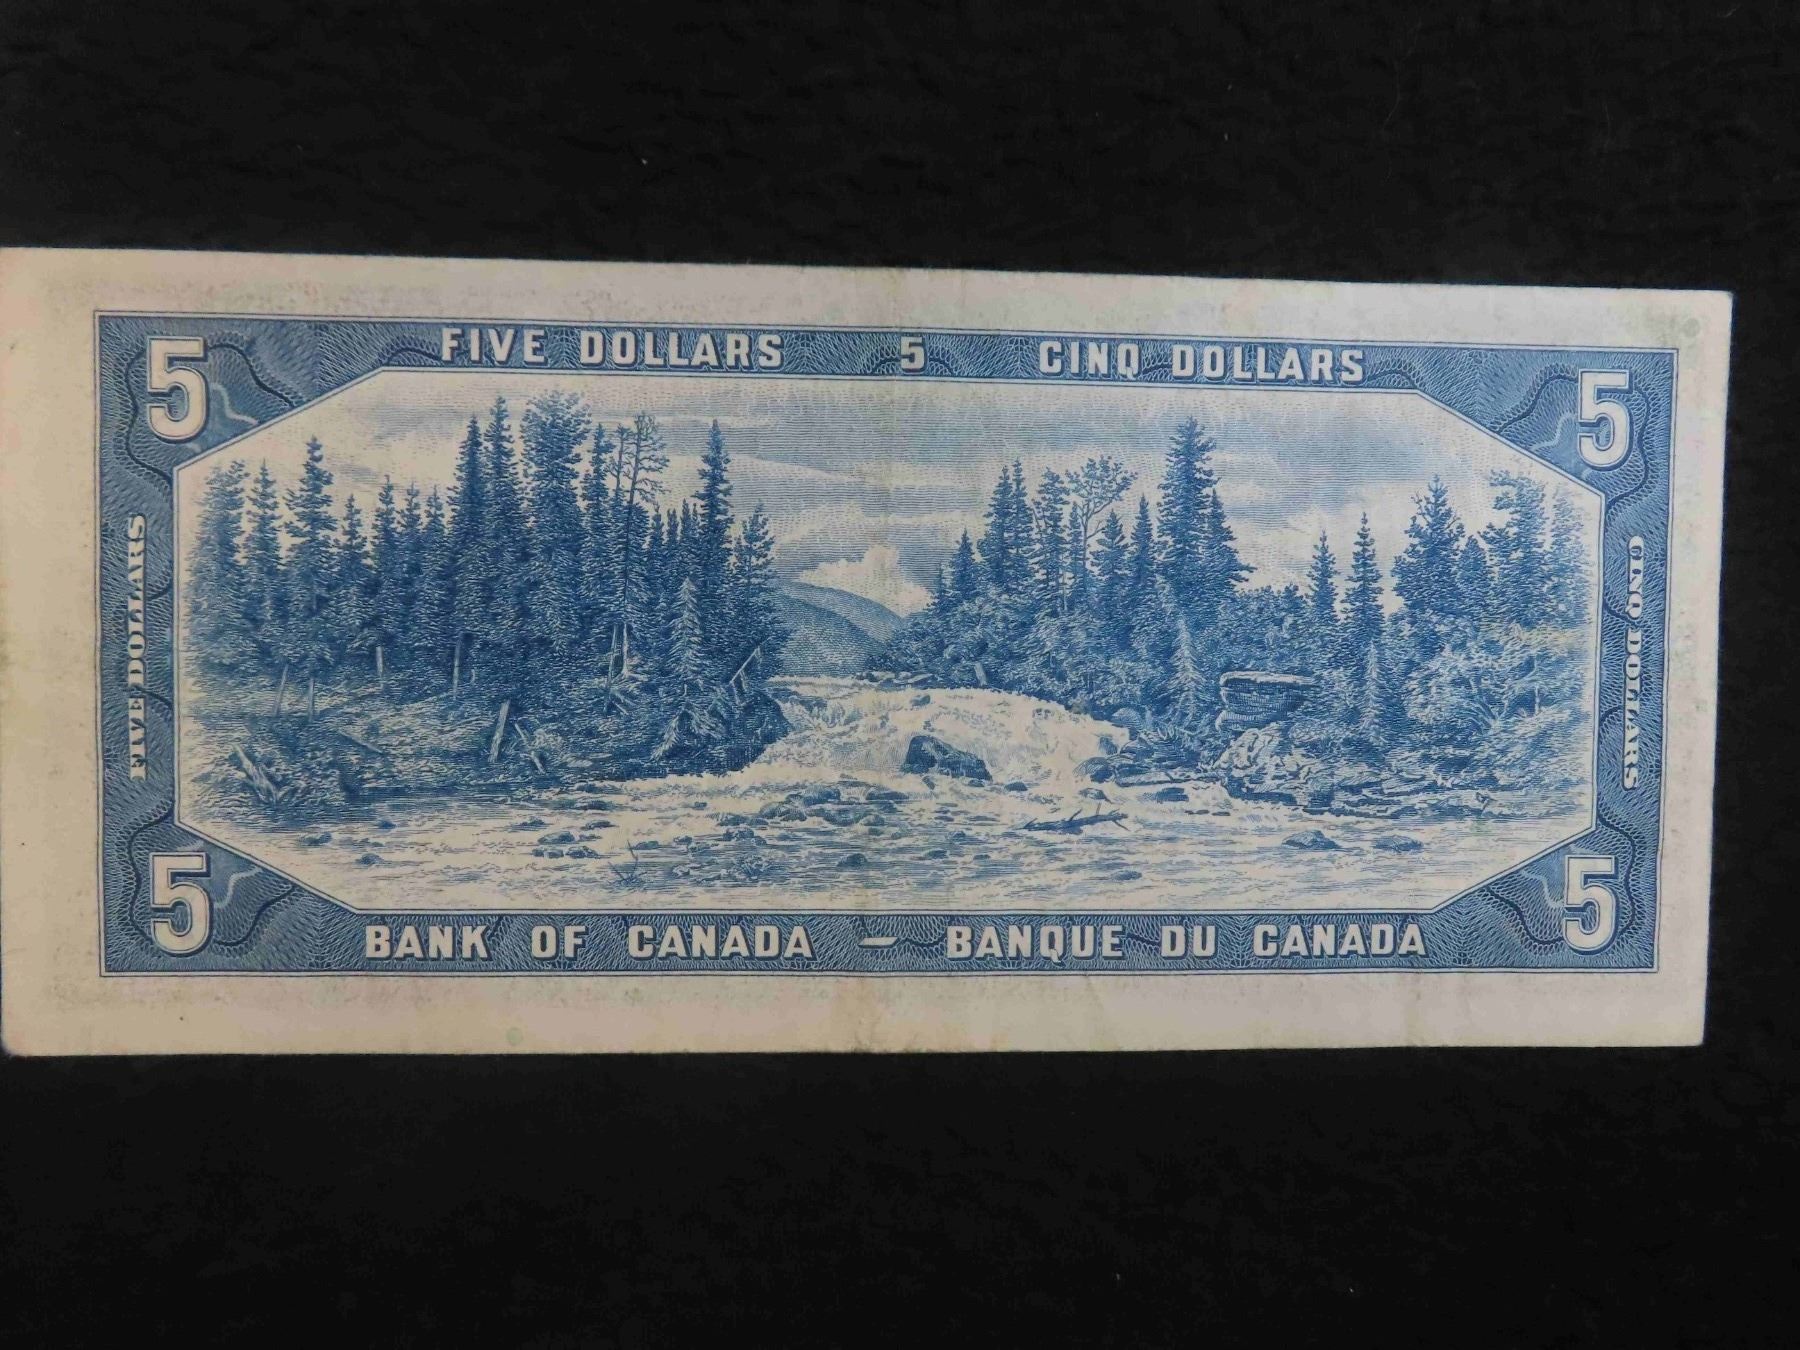 FIVE DOLLARS 5 CINQ DOLLARS
5 5
FIVE DOLLARS
CINQ DOLLARS
5 5
BANK OF CANADA – BANQUE DU CANADA